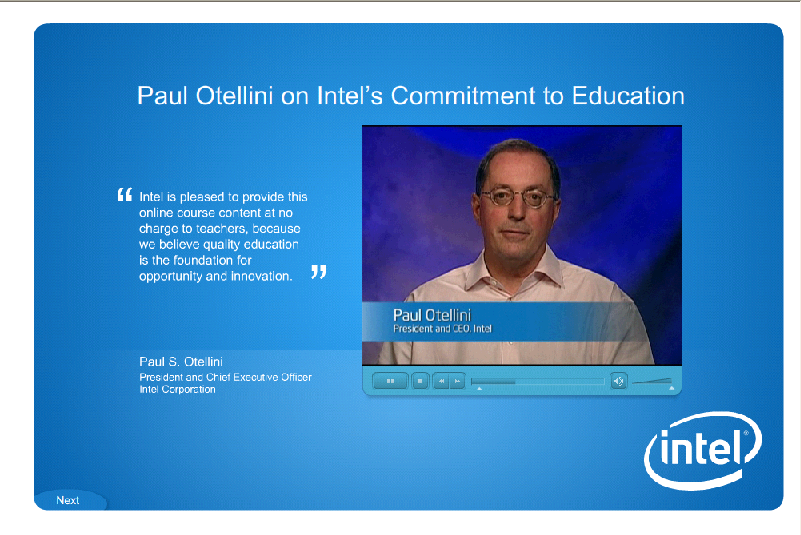 Paul Otellini on Intel's Commitment to Education
“ Intel is pleased to provide this
online course content at no
charge to teachers, because
we believe quality education
is the foundation for
opportunity and innovation. ”
Paul Otellini
President and CEO, Intel
Paul S. Otellini
President and Chief Executive Officer
Intel Corporation
intel®
Next